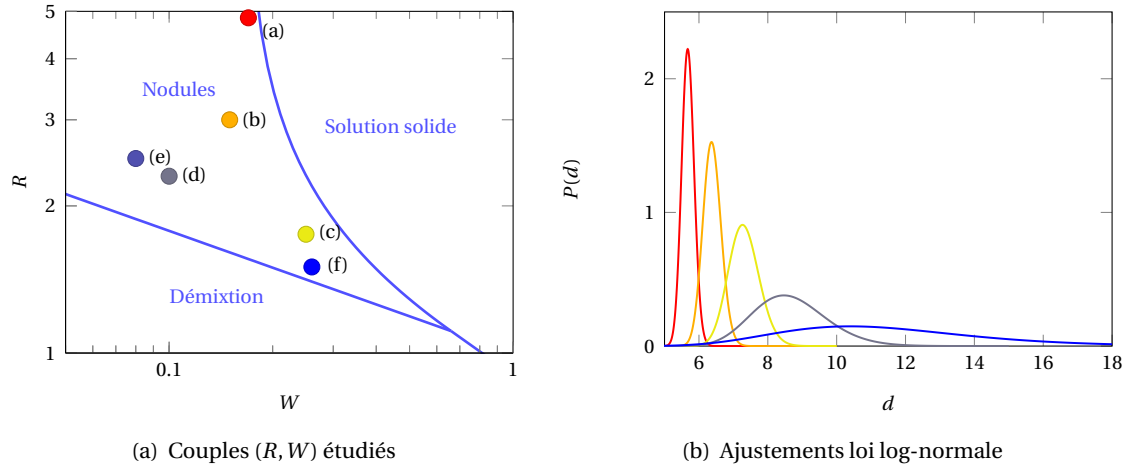 5
4
3
2
1
R
0.1
1
W
Nodules
Solution solide
Démixtion
(a)
(b)
(c)
(d)
(e)
(f)
(a) Couples (R, W) étudiés
2
1
0
P(d)
6
8
10
12
14
16
18
d
(b) Ajustements loi log-normale